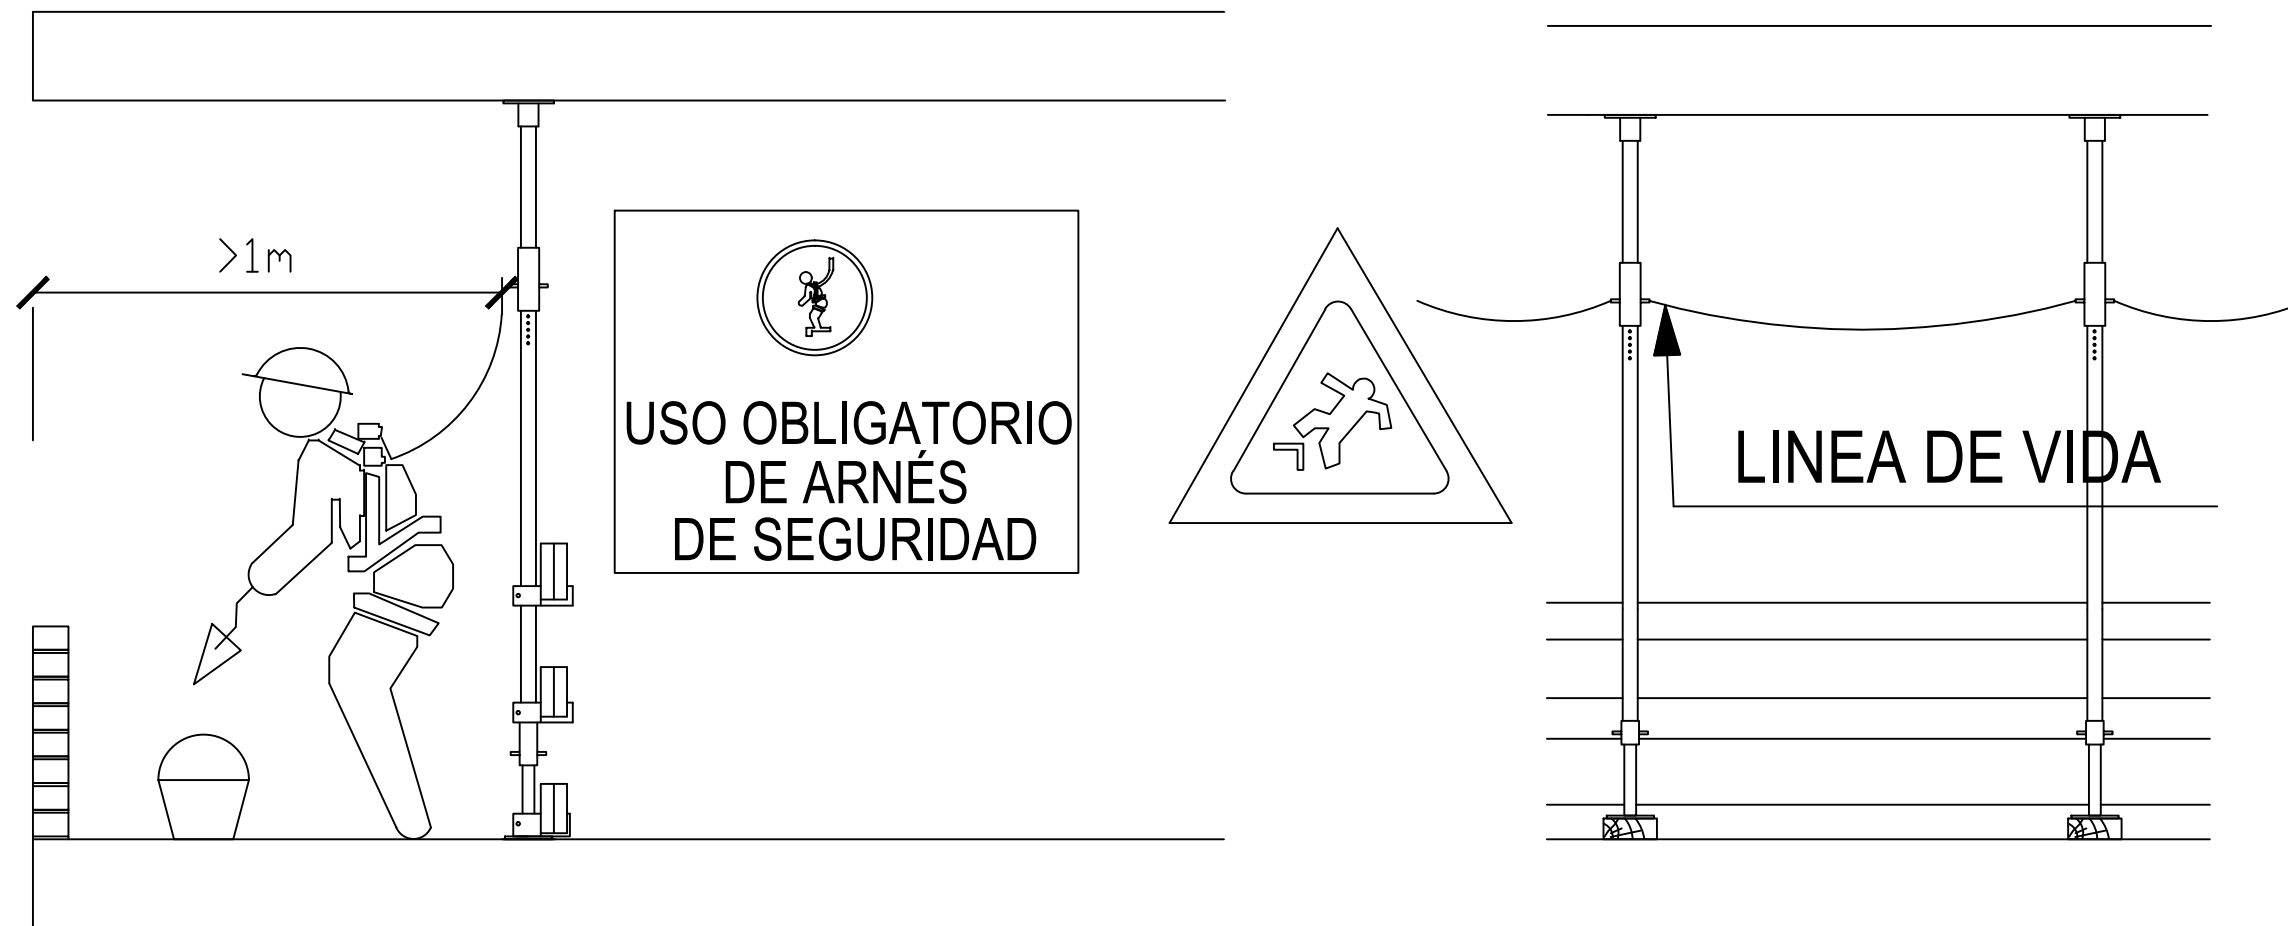 >1m
USO OBLIGATORIO
DE ARNÉS
DE SEGURIDAD
LINEA DE VIDA